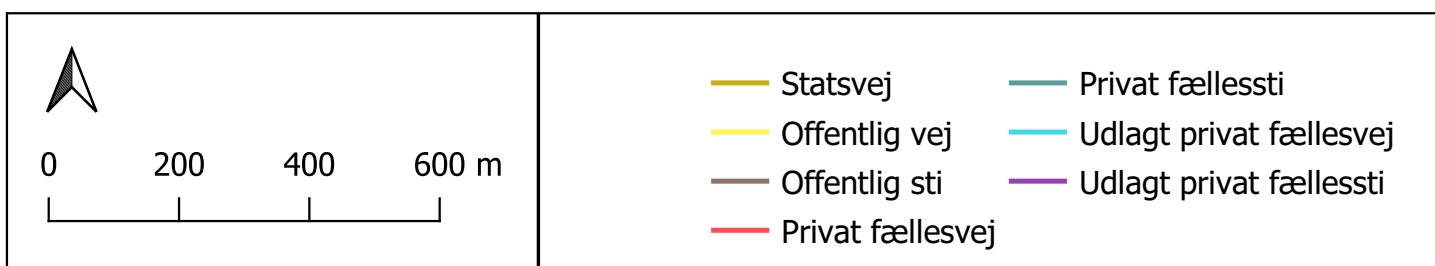 0 200 400 600 m
Statsvej
Offentlig vej
Offentlig sti
Privat fællesvej
Privat fællessti
Udlagt privat fællesvej
Udlagt privat fællessti